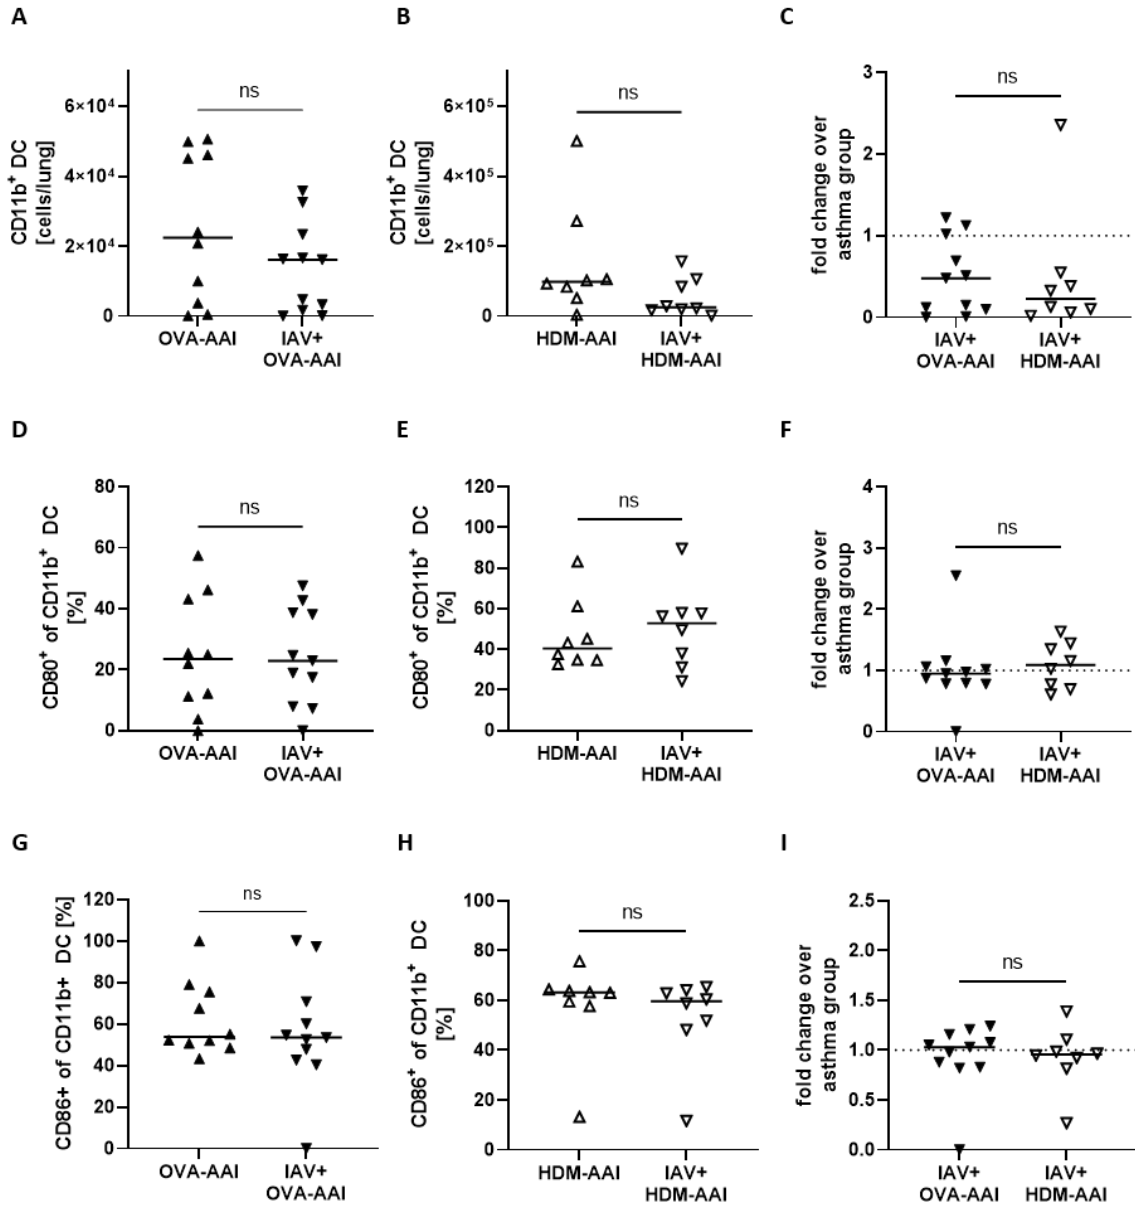 A
B
C
CD11b⁺ DC
[cells/lung]
6×10⁴
4×10⁴
2×10⁴
0
ns
OVA-AAI
IAV+
OVA-AAI
CD11b⁺ DC
[cells/lung]
6×10⁵
4×10⁵
2×10⁵
0
ns
HDM-AAI
IAV+
HDM-AAI
fold change over
asthma group
3
2
1
0
ns
IAV+
OVA-AAI
IAV+
HDM-AAI
D
E
F
CD80⁺ of CD11b⁺ DC
[%]
80
60
40
20
0
ns
OVA-AAI
IAV+
OVA-AAI
CD80⁺ of CD11b⁺ DC
[%]
120
100
80
60
40
20
0
ns
HDM-AAI
IAV+
HDM-AAI
fold change over
asthma group
4
3
2
1
0
ns
IAV+
OVA-AAI
IAV+
HDM-AAI
G
H
I
CD86+ of CD11b+ DC [%]
120
100
80
60
40
20
0
ns
OVA-AAI
IAV+
OVA-AAI
CD86⁺ of CD11b⁺ DC
[%]
100
80
60
40
20
0
ns
HDM-AAI
IAV+
HDM-AAI
fold change over
asthma group
2.5
2.0
1.5
1.0
0.5
0.0
ns
IAV+
OVA-AAI
IAV+
HDM-AAI